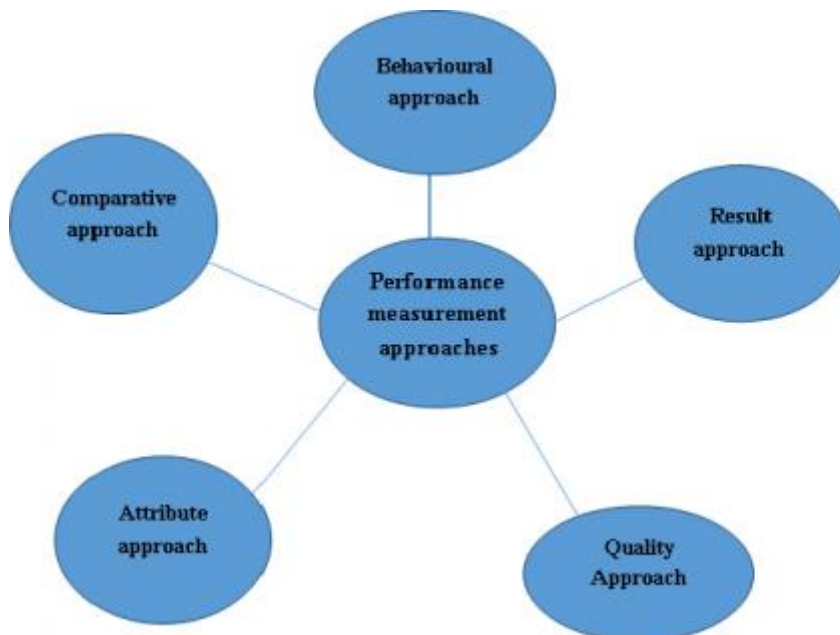 Behavioural
approach
Comparative
approach
Result
approach
Performance
measurement
approaches
Attribute
approach
Quality
Approach